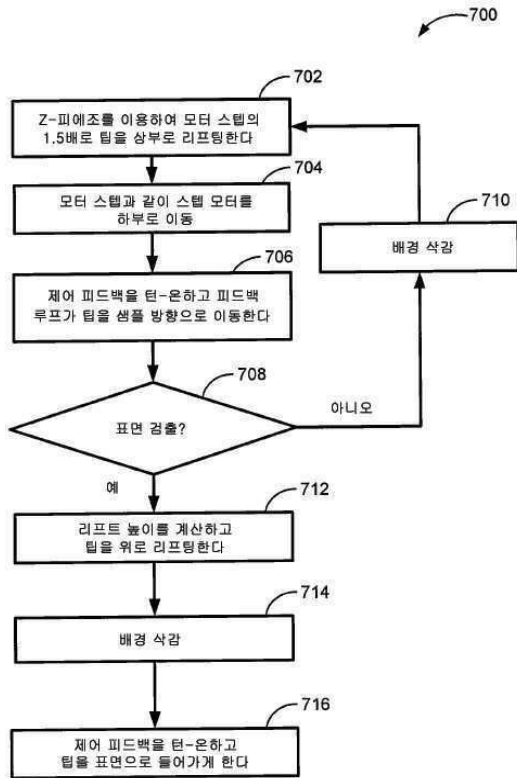 700
702
Z-피에조를 이용하여 모터 스텝의
1.5배로 팁을 상부로 리프팅한다
704
모터 스텝과 같이 스텝 모터를
하부로 이동
706
제어 피드백을 턴-온하고 피드백
루프가 팁을 샘플 방향으로 이동한다
708
표면 검출?
아니오
710
배경 삭감
예
712
리프트 높이를 계산하고
팁을 위로 리프팅한다
714
배경 삭감
716
제어 피드백을 턴-온하고
팁을 표면으로 들어가게 한다